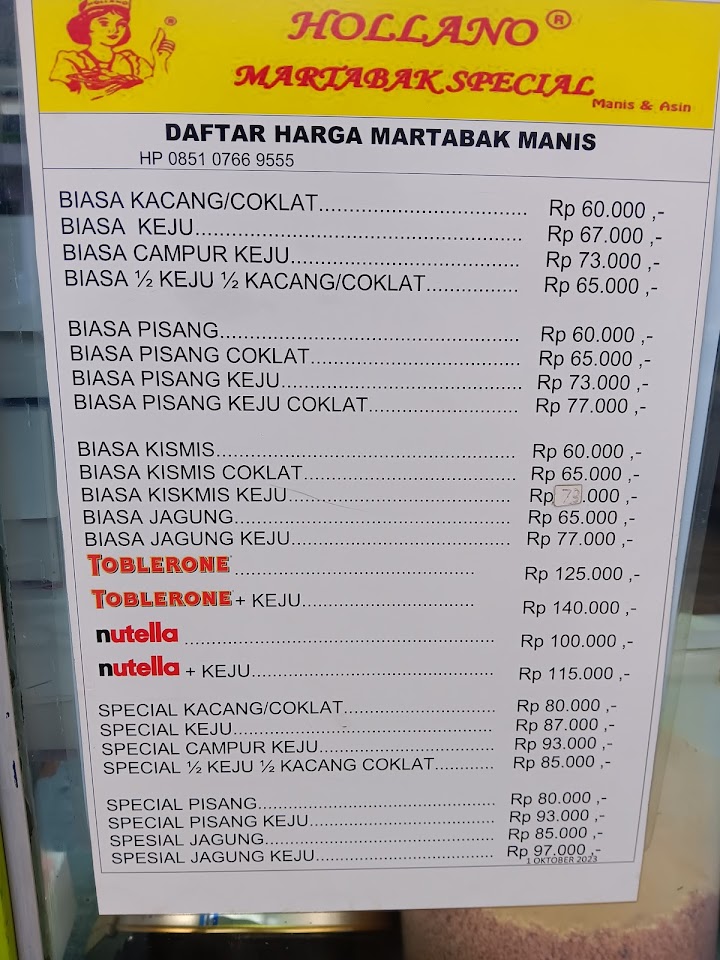 HOLLANO ®
MARTABAK SPECIAL
Manis & Asin
DAFTAR HARGA MARTABAK MANIS
HP 0851 0766 9555
BIASA KACANG/COKLAT.................................. Rp 60.000 ,-
BIASA KEJU..................................................... Rp 67.000 ,-
BIASA CAMPUR KEJU...................................... Rp 73.000 ,-
BIASA ½ KEJU ½ KACANG/COKLAT................ Rp 65.000 ,-
BIASA PISANG................................................. Rp 60.000 ,-
BIASA PISANG COKLAT................................... Rp 65.000 ,-
BIASA PISANG KEJU........................................ Rp 73.000 ,-
BIASA PISANG KEJU COKLAT......................... Rp 77.000 ,-
BIASA KISMIS................................................... Rp 60.000 ,-
BIASA KISMIS COKLAT.................................... Rp 65.000 ,-
BIASA KISKMIS KEJU...................................... Rp 73.000 ,-
BIASA JAGUNG................................................ Rp 65.000 ,-
BIASA JAGUNG KEJU...................................... Rp 77.000 ,-
TOBLERONE ................................................. Rp 125.000 ,-
TOBLERONE + KEJU.............................. Rp 140.000 ,-
nutella ....................................................... Rp 100.000 ,-
nutella + KEJU........................................... Rp 115.000 ,-
SPECIAL KACANG/COKLAT........................... Rp 80.000 ,-
SPECIAL KEJU................................................ Rp 87.000 ,-
SPECIAL CAMPUR KEJU................................ Rp 93.000 ,-
SPECIAL ½ KEJU ½ KACANG COKLAT............ Rp 85.000 ,-
SPECIAL PISANG............................................ Rp 80.000 ,-
SPECIAL PISANG KEJU.................................. Rp 93.000 ,-
SPESIAL JAGUNG........................................... Rp 85.000 ,-
SPESIAL JAGUNG KEJU................................. Rp 97.000 ,-
1 OKTOBER 2023